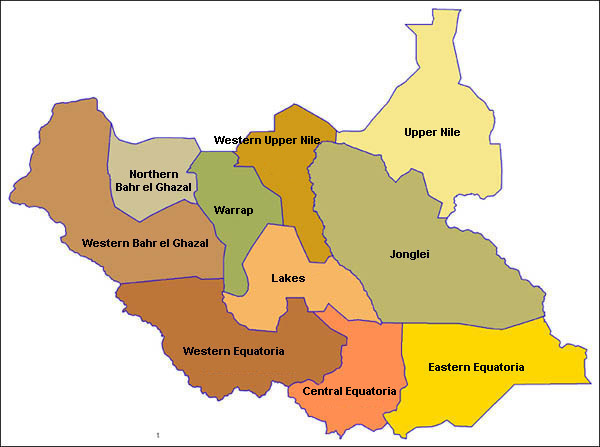 Upper Nile
Western Upper Nile
Northern
Bahr el Ghazal
Warrap
Western Bahr el Ghazal
Jonglei
Lakes
Western Equatoria
Eastern Equatoria
Central Equatoria
1